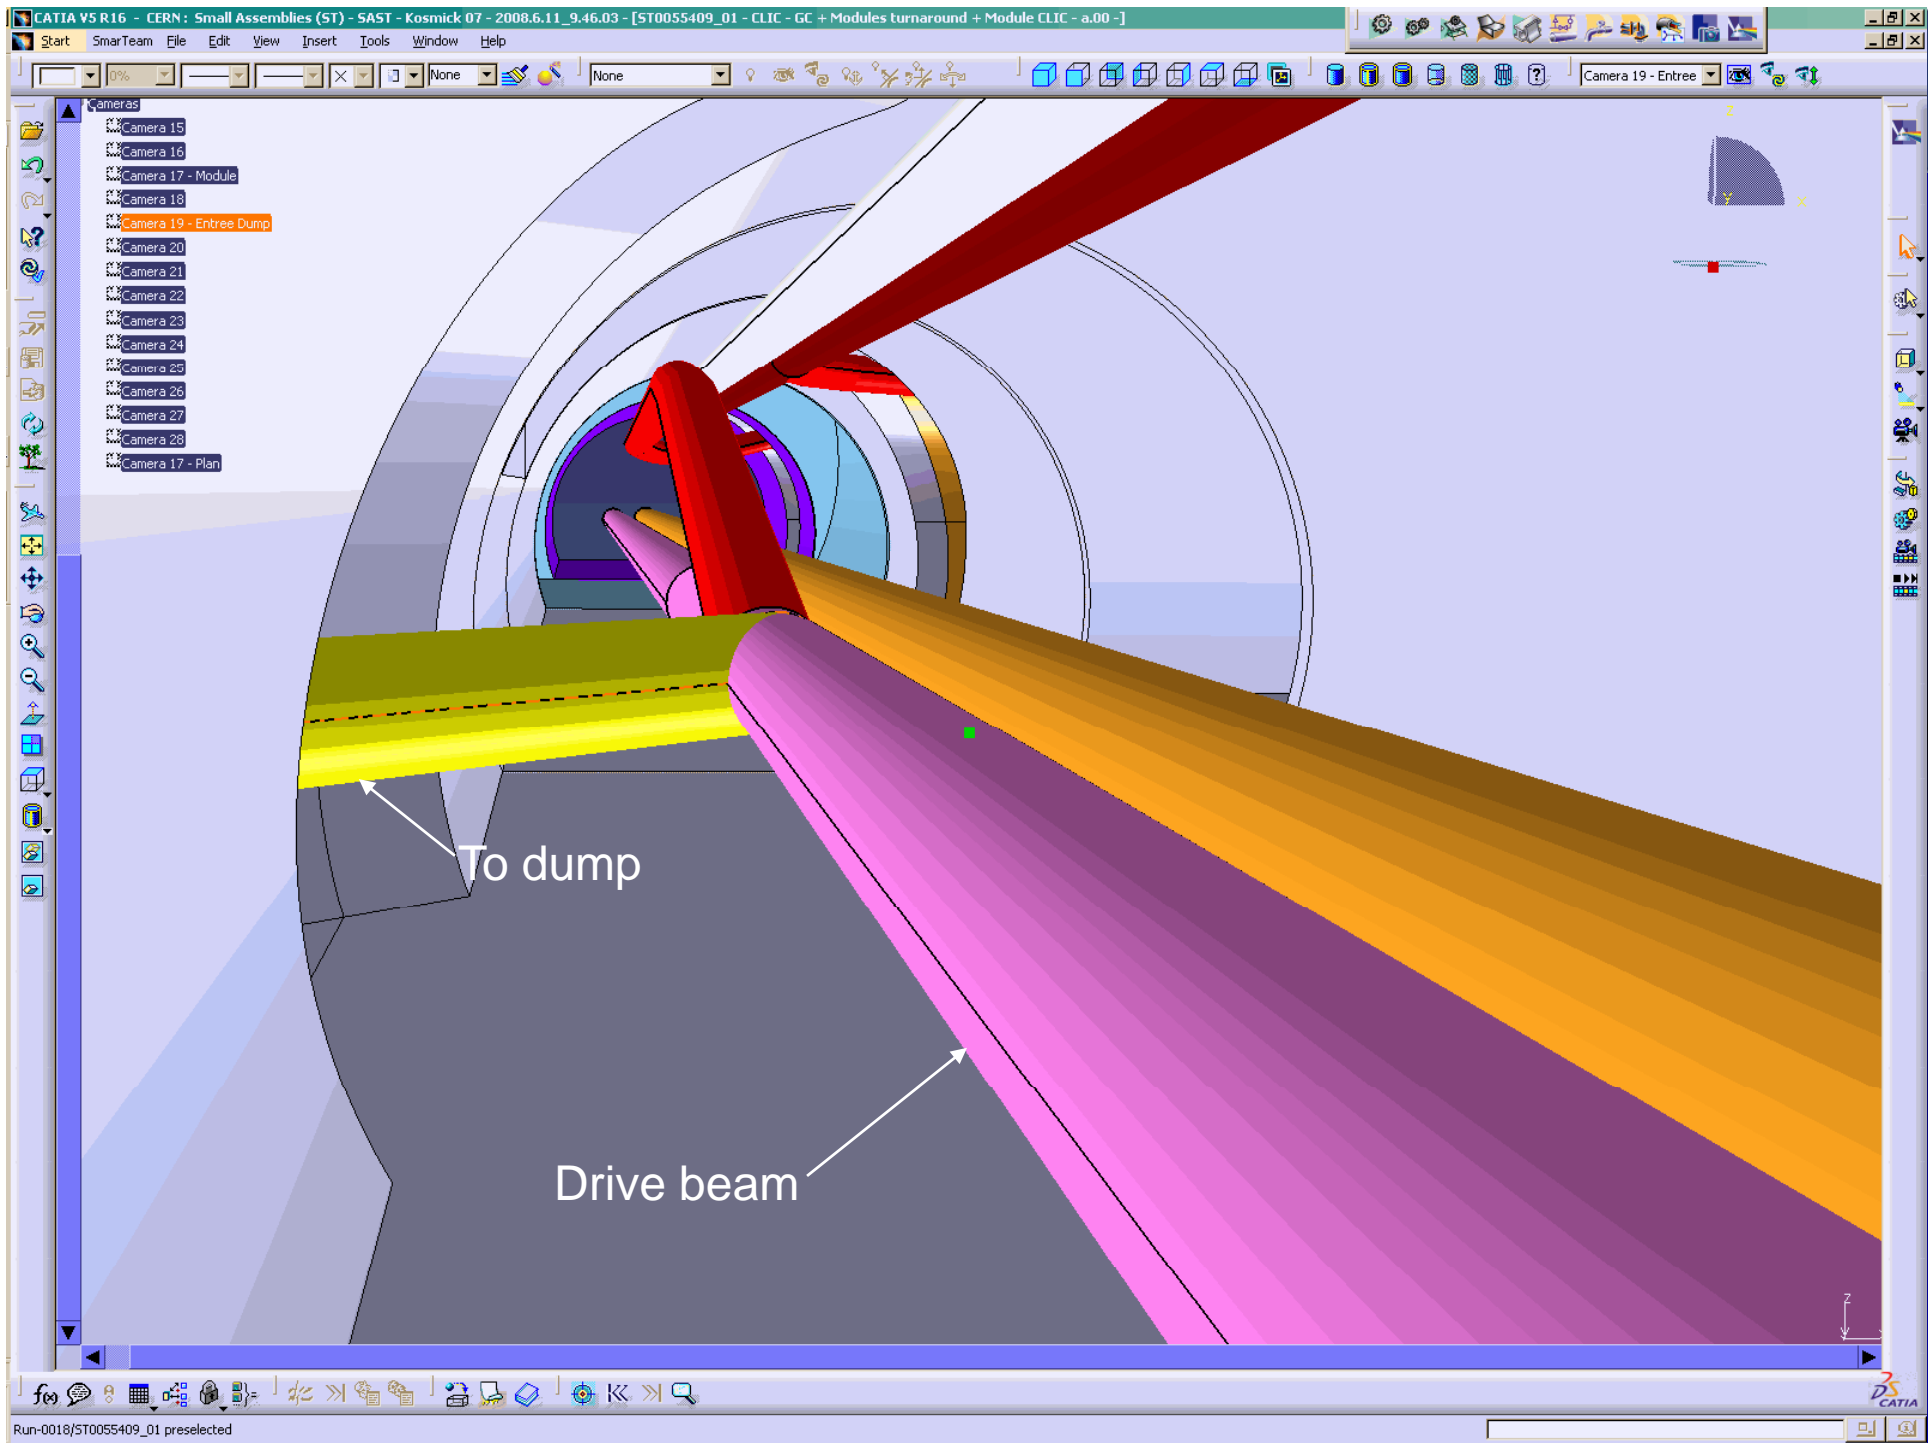 CATIA V5 R16 - CERN : Small Assemblies (ST) - SAST - Kosmick 07 - 2008.6.11_9.46.03 - [ST0055409_01 - CLIC - GC + Modules turnaround + Module CLIC - a.00 -]
Start SmarTeam File Edit View Insert Tools Window Help
0% None None Camera 19 - Entree
Cameras
Camera 15
Camera 16
Camera 17 - Module
Camera 18
Camera 19 - Entree Dump
Camera 20
Camera 21
Camera 22
Camera 23
Camera 24
Camera 25
Camera 26
Camera 27
Camera 28
Camera 17 - Plan
z
y x
To dump
Drive beam
z
f(x)
CATIA
Run-0018/ST0055409_01 preselected